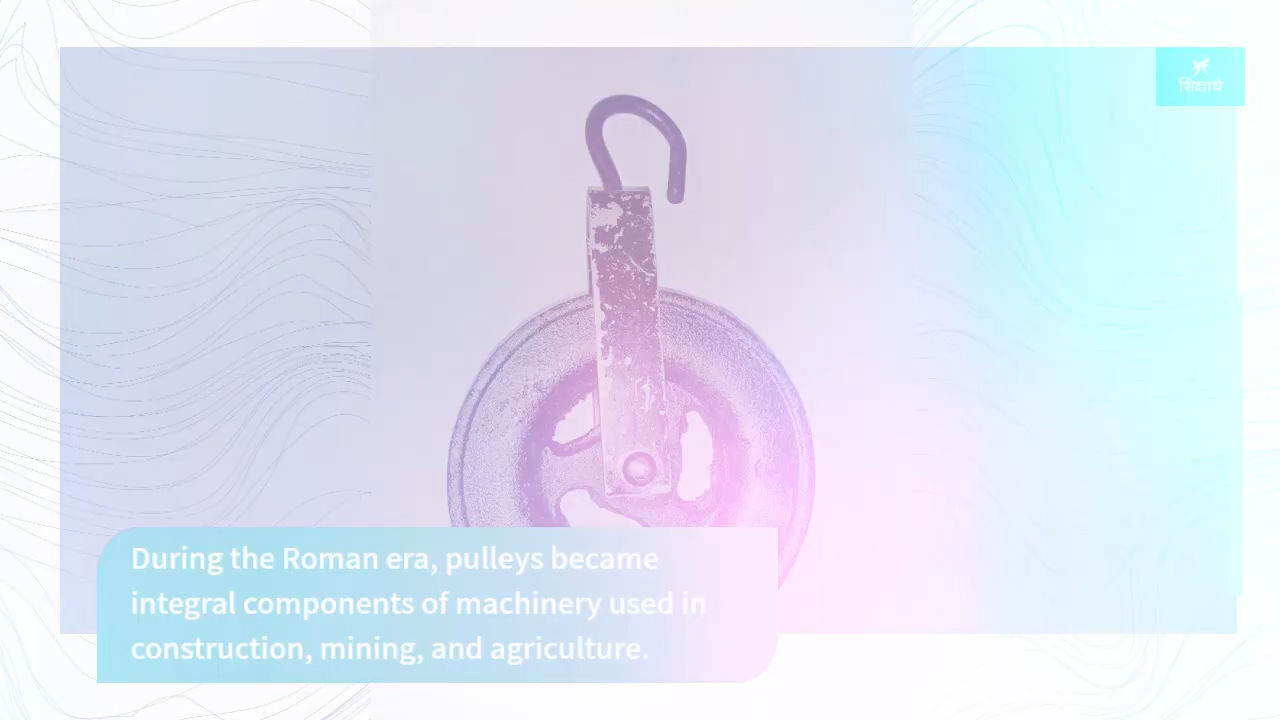 शिक्षार्थ
During the Roman era, pulleys became
integral components of machinery used in
construction, mining, and agriculture.